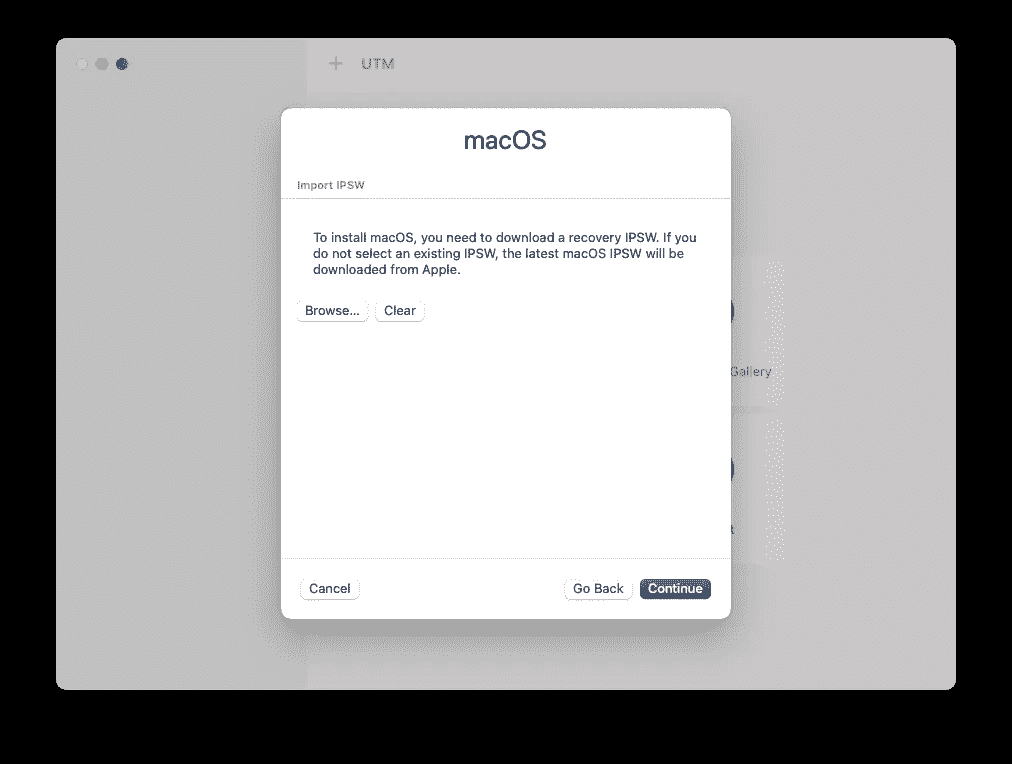 UTM
macOS
Import IPSW
To install macOS, you need to download a recovery IPSW. If you
do not select an existing IPSW, the latest macOS IPSW will be
downloaded from Apple.
Browse... Clear
Gallery
Cancel Go Back Continue